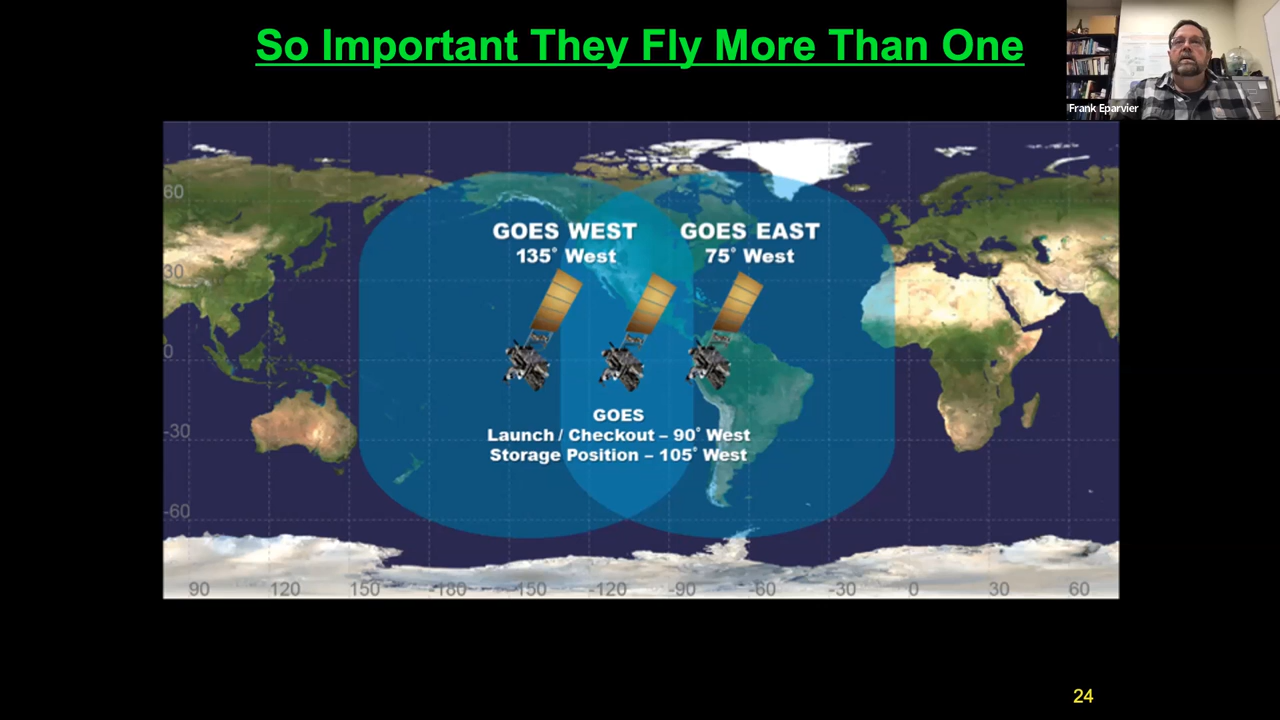 So Important They Fly More Than One
Frank Eparvier
60
GOES WEST
135° West
GOES EAST
75° West
30
0
GOES
Launch / Checkout – 90° West
Storage Position – 105° West
-30
-60
90 120 150 -180 -150 -120 -90 -60 -30 0 30 60
24